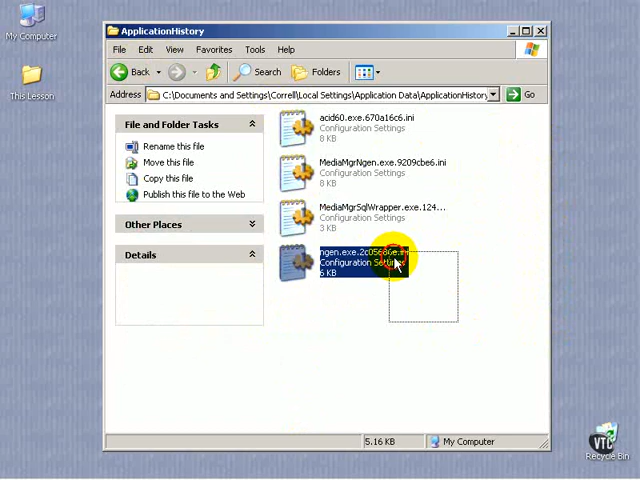 My Computer
This Lesson
ApplicationHistory
File Edit View Favorites Tools Help
Back Search Folders
Address C:\Documents and Settings\Correll\Local Settings\Application Data\ApplicationHistory Go
File and Folder Tasks
Rename this file
Move this file
Copy this file
Publish this file to the Web
Other Places
Details
acid60.exe.670a16c6.ini
Configuration Settings
8 KB
MediaMgrNgen.exe.9209cbe6.ini
Configuration Settings
8 KB
MediaMgrSqlWrapper.exe.124...
Configuration Settings
3 KB
Configuration Settings
6 KB
5.16 KB My Computer
VTC
Recycle Bin